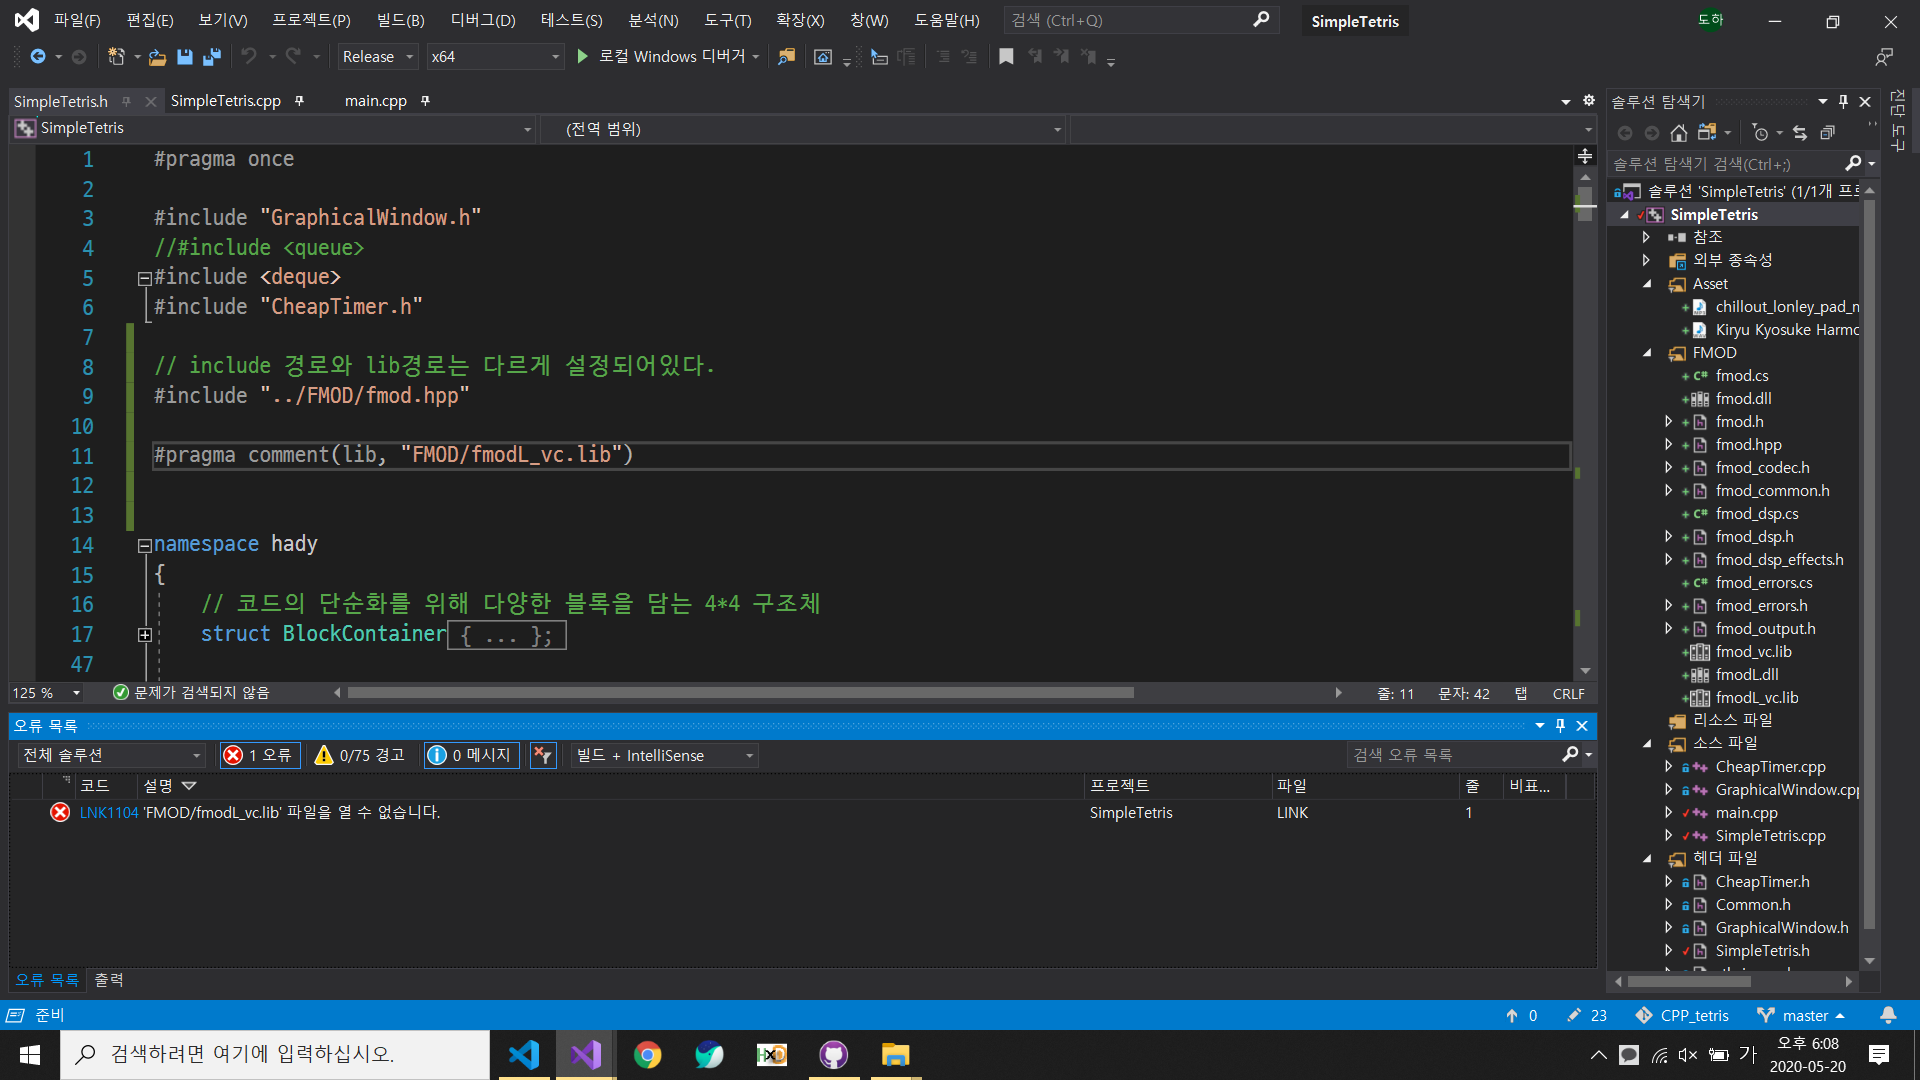 파일(F) 편집(E) 보기(V) 프로젝트(P) 빌드(B) 디버그(D) 테스트(S) 분석(N) 도구(T) 확장(X) 창(W) 도움말(H) 검색 (Ctrl+Q) SimpleTetris 도하
Release x64 로컬 Windows 디버거
SimpleTetris.h SimpleTetris.cpp main.cpp
SimpleTetris (전역 범위)
1 #pragma once
2
3 #include "GraphicalWindow.h"
4 //#include <queue>
5 #include <deque>
6 #include "CheapTimer.h"
7
8 // include 경로와 lib경로는 다르게 설정되어있다.
9 #include "../FMOD/fmod.hpp"
10
11 #pragma comment(lib, "FMOD/fmodL_vc.lib")
12
13
14 namespace hady
15 {
16 // 코드의 단순화를 위해 다양한 블록을 담는 4*4 구조체
17 struct BlockContainer { ... };
47
125 % 문제가 검색되지 않음 줄: 11 문자: 42 탭 CRLF
오류 목록
전체 솔루션 1 오류 0/75 경고 0 메시지 빌드 + IntelliSense 검색 오류 목록
코드 설명 프로젝트 파일 줄 비표...
LNK1104 'FMOD/fmodL_vc.lib' 파일을 열 수 없습니다. SimpleTetris LINK 1
오류 목록 출력
솔루션 탐색기
솔루션 탐색기 검색(Ctrl+;)
솔루션 'SimpleTetris' (1/1개 프
SimpleTetris
참조
외부 종속성
Asset
chillout_lonley_pad_
Kiryu Kyosuke Harmo
FMOD
fmod.cs
fmod.dll
fmod.h
fmod.hpp
fmod_codec.h
fmod_common.h
fmod_dsp.cs
fmod_dsp.h
fmod_dsp_effects.h
fmod_errors.cs
fmod_errors.h
fmod_output.h
fmod_vc.lib
fmodL.dll
fmodL_vc.lib
리소스 파일
소스 파일
CheapTimer.cpp
GraphicalWindow.cpp
main.cpp
SimpleTetris.cpp
헤더 파일
CheapTimer.h
Common.h
GraphicalWindow.h
SimpleTetris.h
진단 도구
준비 0 23 CPP_tetris master
검색하려면 여기에 입력하십시오. HxD 가 오후 6:08
2020-05-20